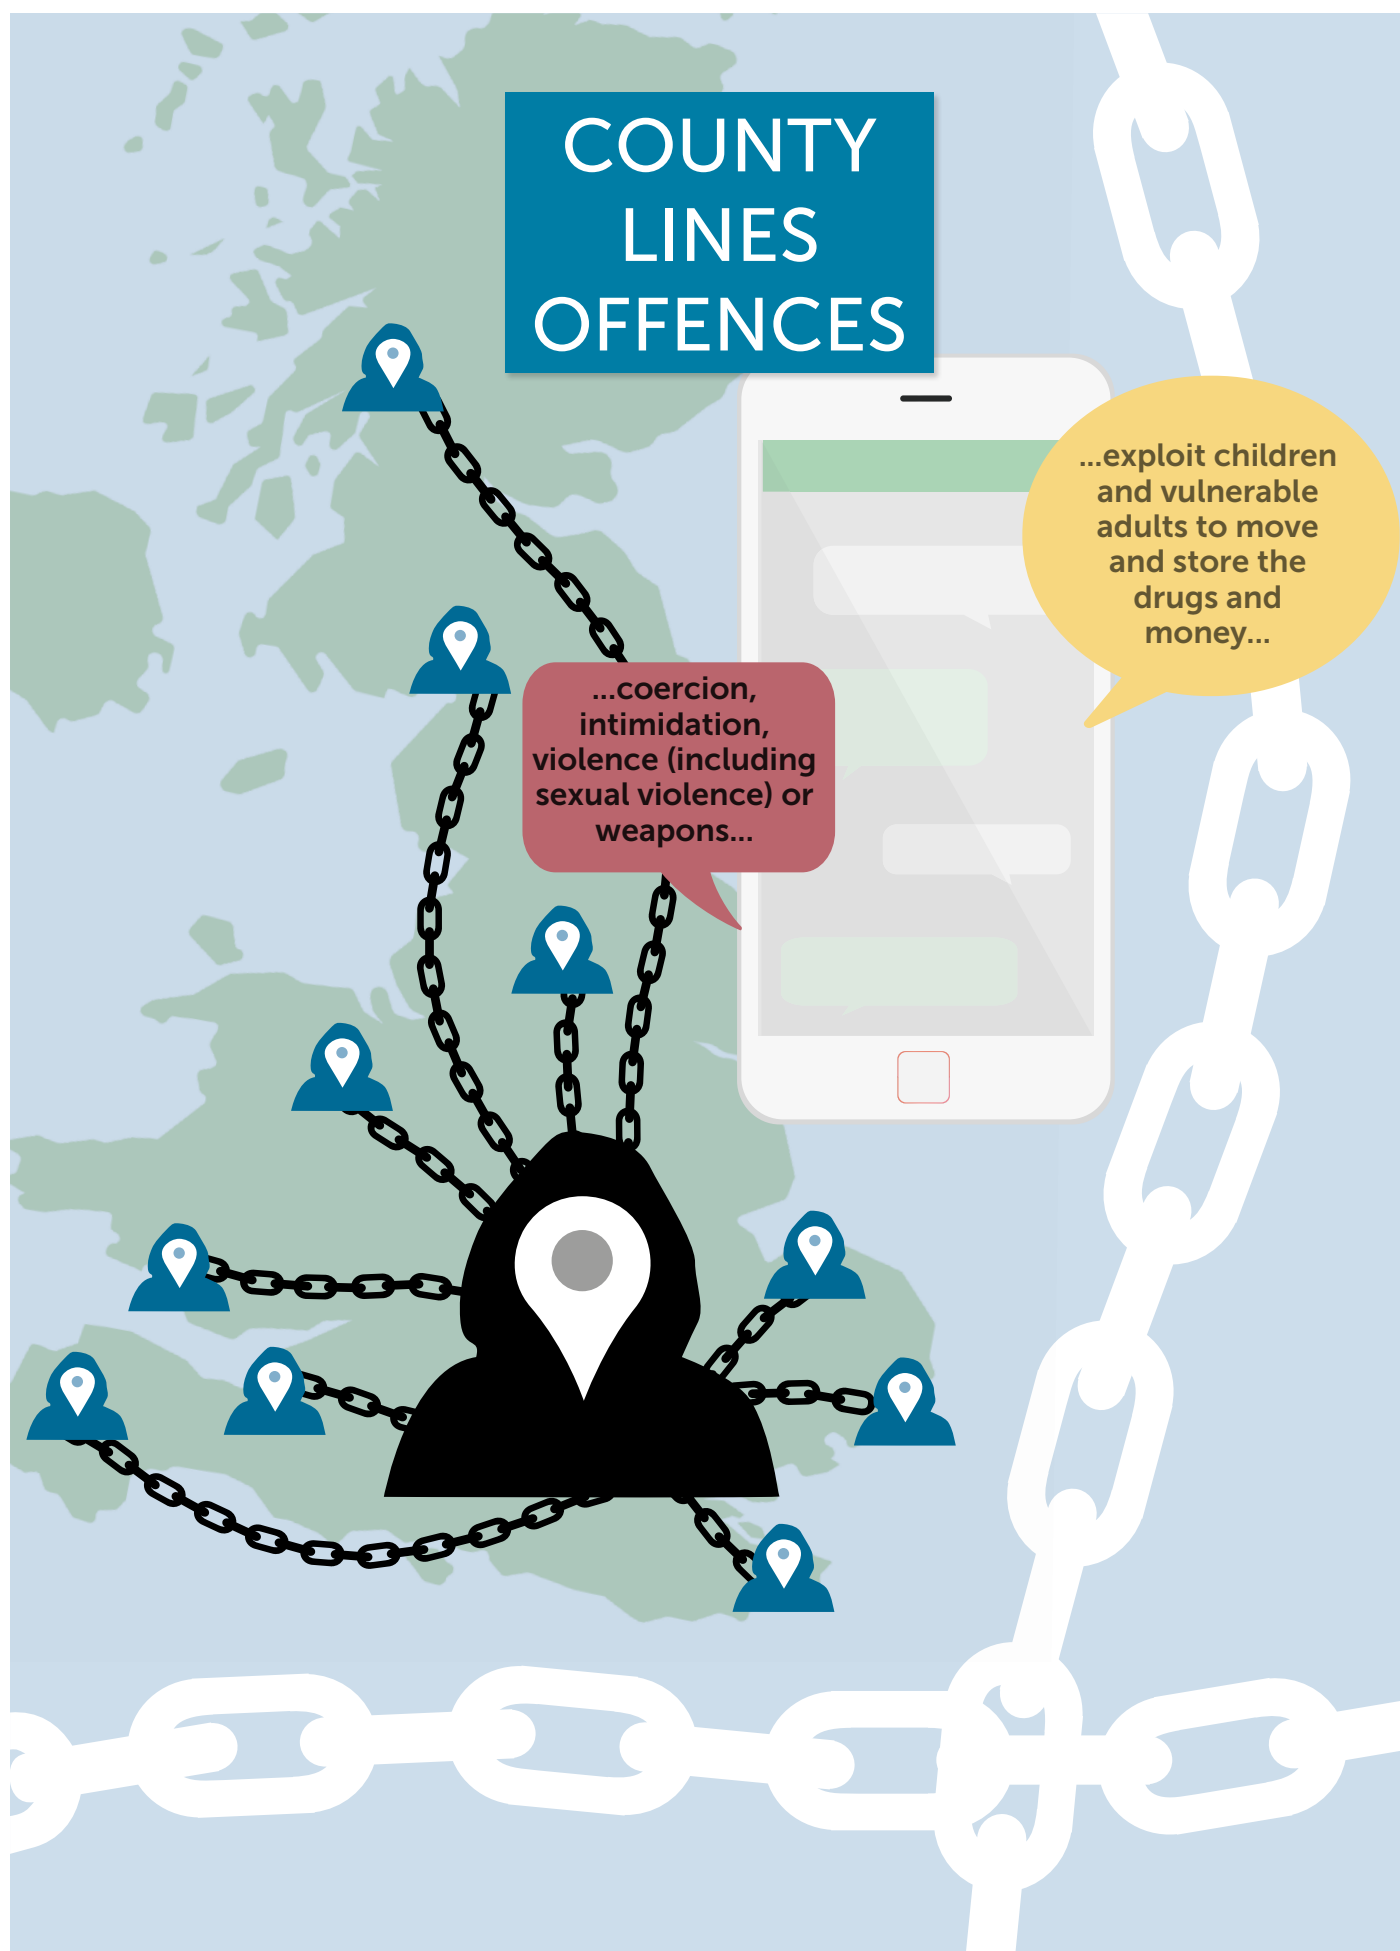 COUNTY
LINES
OFFENCES
...exploit children
and vulnerable
adults to move
and store the
drugs and
money...
...coercion,
intimidation,
violence (including
sexual violence) or
weapons...